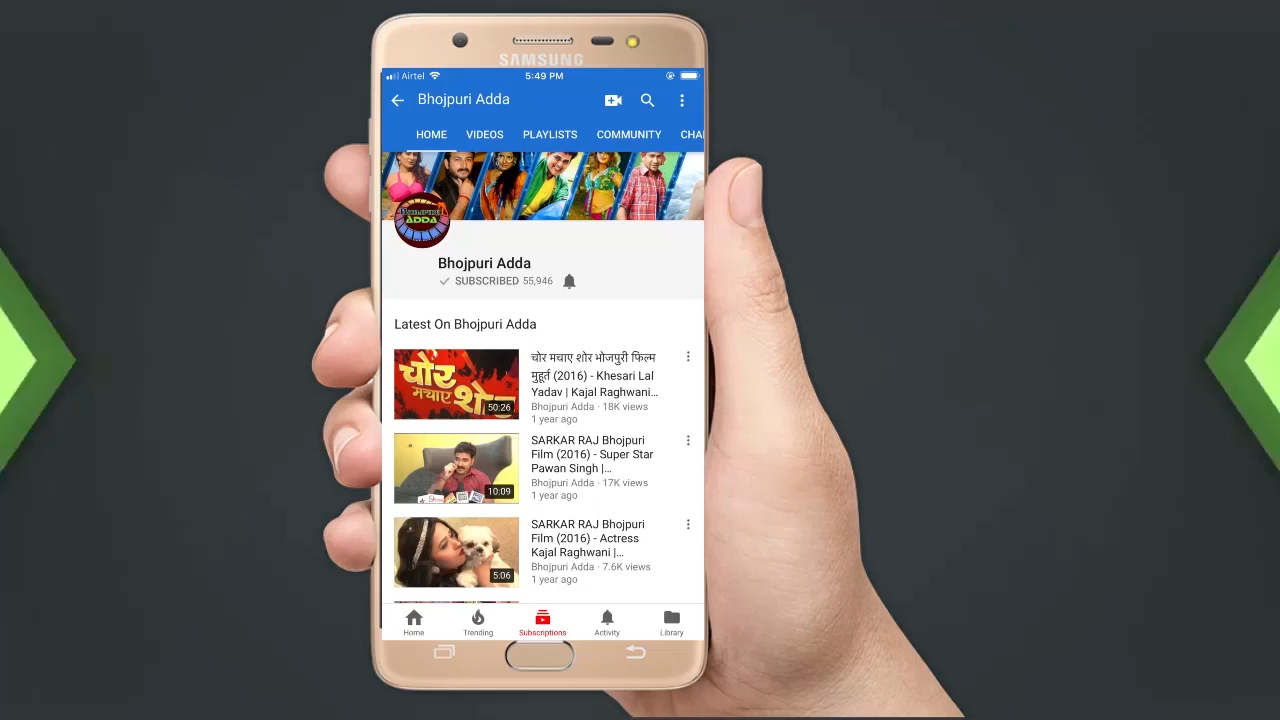 SAMSUNG
Airtel 5:49 PM
Bhojpuri Adda
HOME VIDEOS PLAYLISTS COMMUNITY CHA
ADDA
Bhojpuri Adda
SUBSCRIBED 55,946
Latest On Bhojpuri Adda
चोर मचाए शोर भोजपुरी फिल्म
मुहूर्त (2016) - Khesari Lal
Yadav | Kajal Raghwani...
Bhojpuri Adda · 18K views
1 year ago
चोर
मचाए
50:26
SARKAR RAJ Bhojpuri
Film (2016) - Super Star
Pawan Singh |...
Bhojpuri Adda · 17K views
1 year ago
10:09
SARKAR RAJ Bhojpuri
Film (2016) - Actress
Kajal Raghwani |...
Bhojpuri Adda · 7.6K views
1 year ago
5:06
Home Trending Subscriptions Activity Library